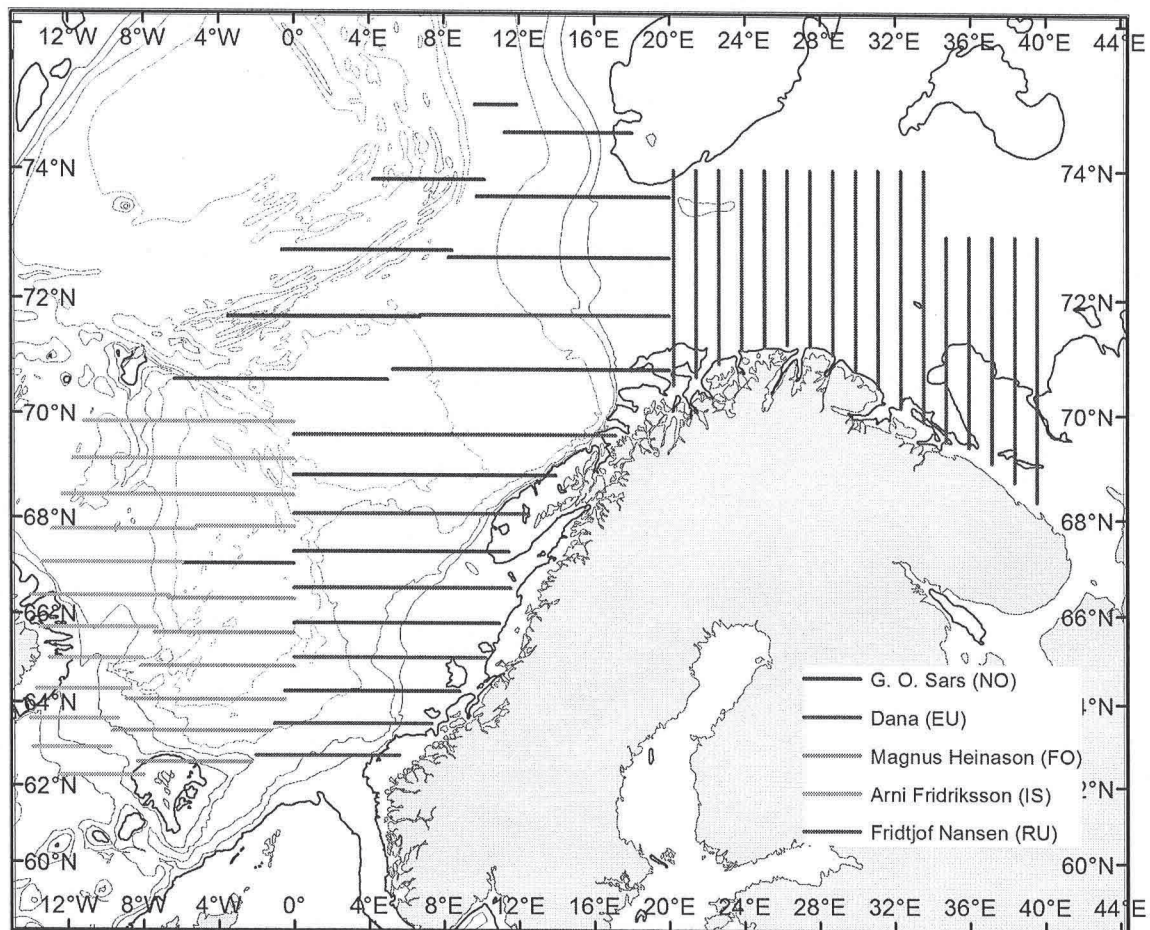 12°W 8°W 4°W 0° 4°E 8°E 12°E 16°E 20°E 24°E 28°E 32°E 36°E 40°E 44°E
74°N 74°N
72°N 72°N
70°N 70°N
68°N 68°N
66°N 66°N
G. O. Sars (NO)
64°N 4°N
Dana (EU)
Magnus Heinason (FO)
62°N 2°N
Arni Fridriksson (IS)
Fridtjof Nansen (RU)
60°N 60°N
12°W 8°W 4°W 0° 4°E 8°E 12°E 16°E 20°E 24°E 28°E 32°E 36°E 40°E 44°E